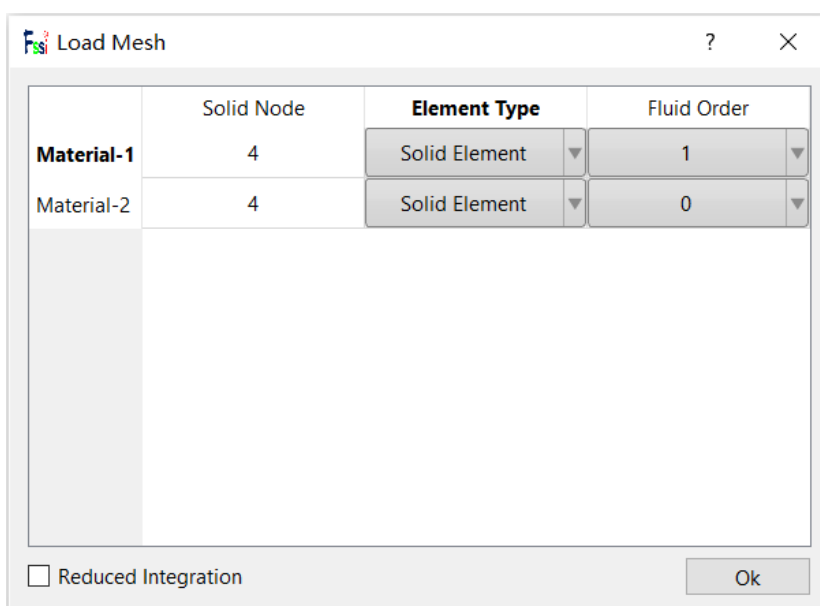 Fssi Load Mesh ? ×
Solid Node Element Type Fluid Order
Material-1 4 Solid Element 1
Material-2 4 Solid Element 0
Reduced Integration Ok